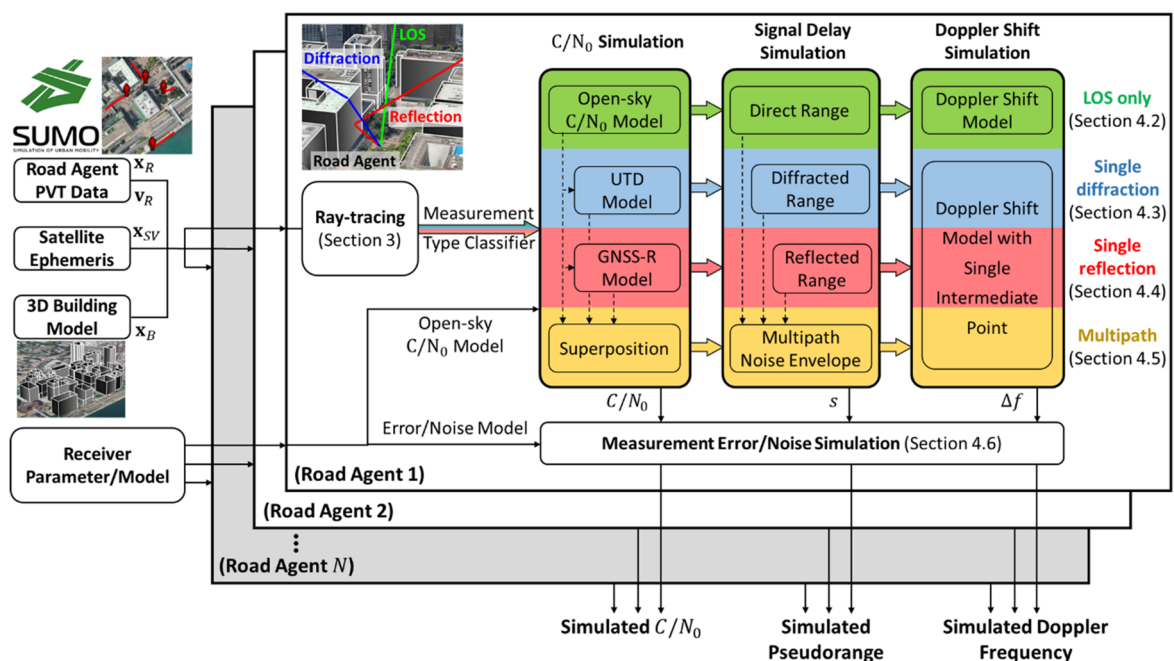 C/N₀ Simulation
Signal Delay
Simulation
Doppler Shift
Simulation
LOS
Diffraction
Reflection
Road Agent
SUMO
SIMULATION OF URBAN MOBILITY
Road Agent
PVT Data
x_R
v_R
Satellite
Ephemeris
x_SV
3D Building
Model
x_B
Receiver
Parameter/Model
Ray-tracing
(Section 3)
Measurement
Type Classifier
Open-sky
C/N₀ Model
Error/Noise Model
Open-sky
C/N₀ Model
Direct Range
Doppler Shift
Model
LOS only
(Section 4.2)
UTD
Model
Diffracted
Range
Single
diffraction
(Section 4.3)
GNSS-R
Model
Reflected
Range
Doppler Shift
Model with
Single
Intermediate
Point
Single
reflection
(Section 4.4)
Superposition
Multipath
Noise Envelope
Multipath
(Section 4.5)
C/N₀
s
Δf
Measurement Error/Noise Simulation (Section 4.6)
(Road Agent 1)
(Road Agent 2)
⋮
(Road Agent N)
Simulated C/N₀
Simulated
Pseudorange
Simulated Doppler
Frequency